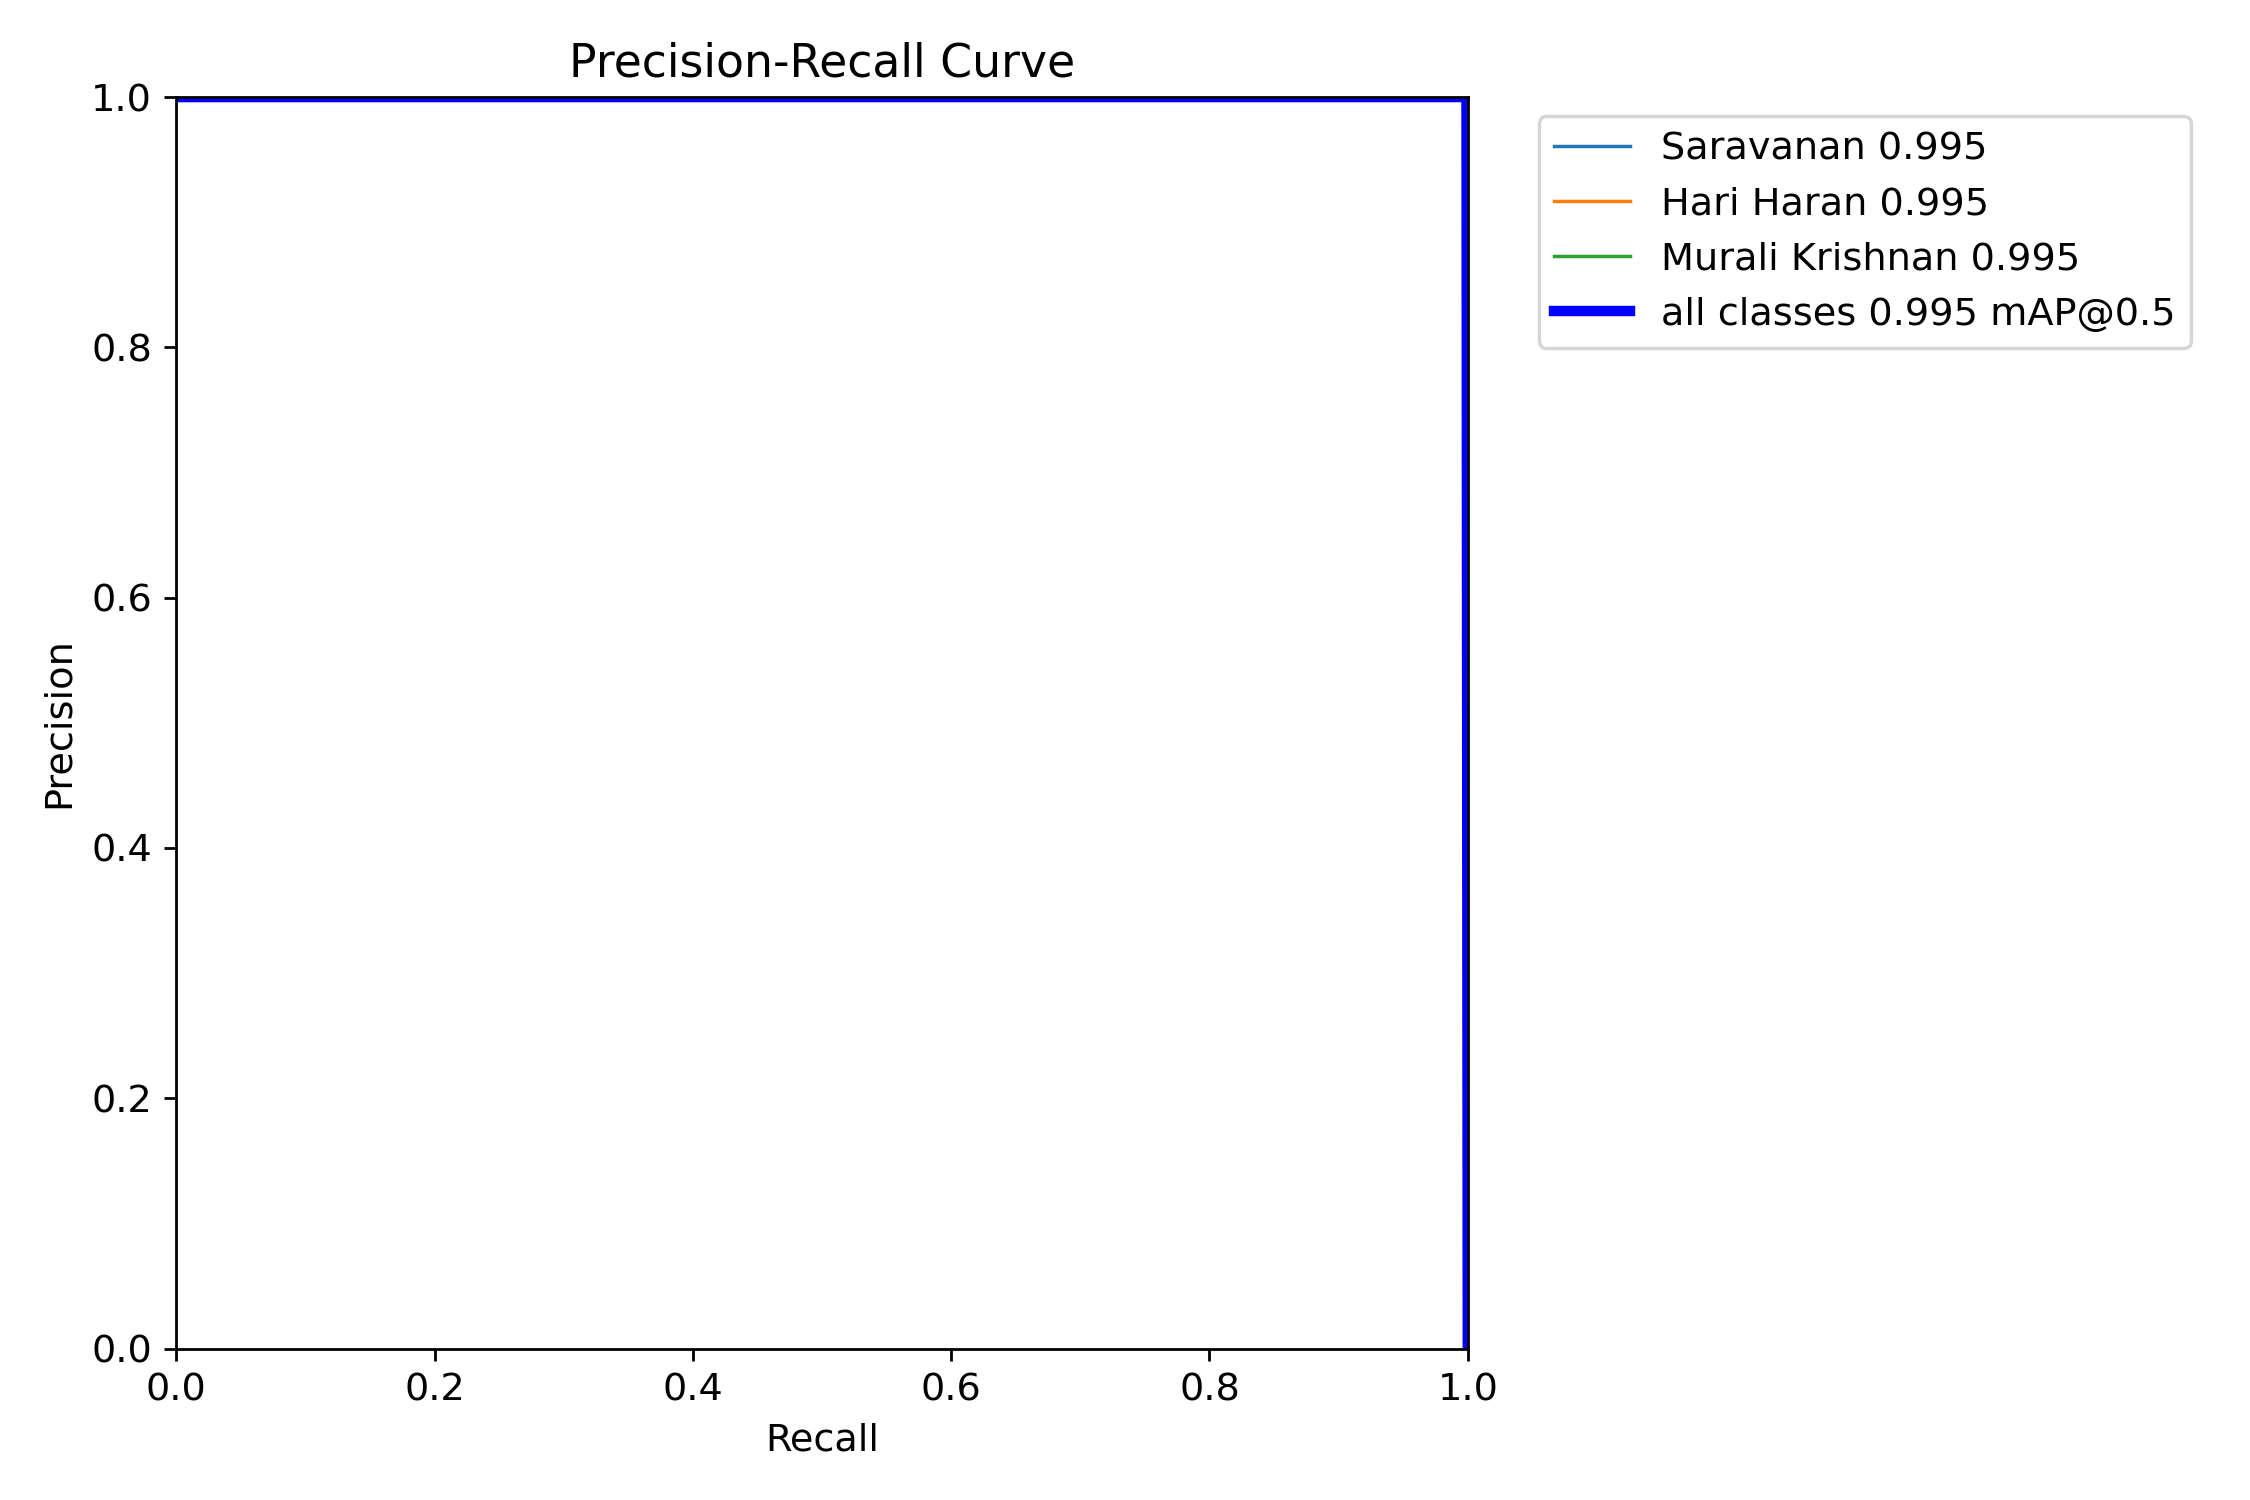 Precision-Recall Curve
Saravanan 0.995
Hari Haran 0.995
Murali Krishnan 0.995
all classes 0.995 mAP@0.5
Precision
1.0
0.8
0.6
0.4
0.2
0.0
0.0 0.2 0.4 0.6 0.8 1.0
Recall